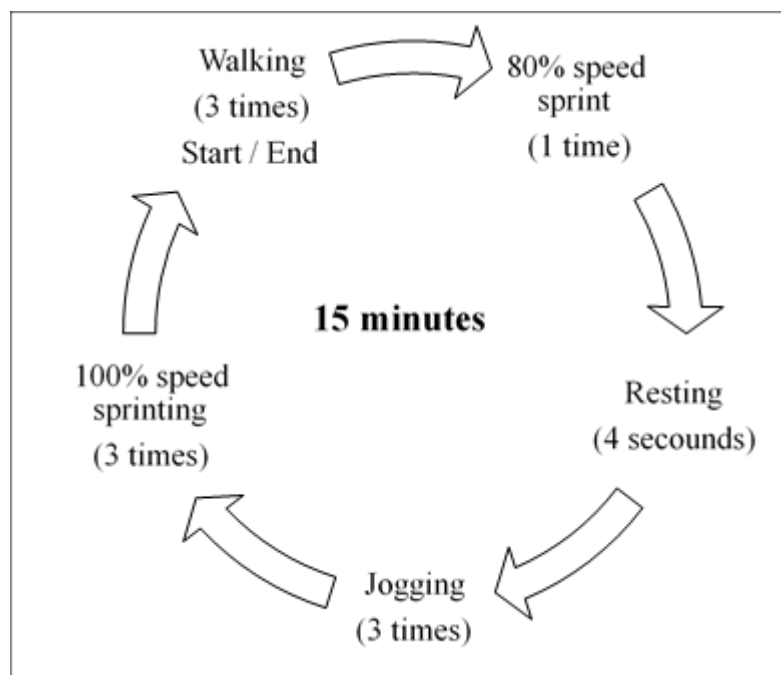 Walking
(3 times)
Start / End
80% speed
sprint
(1 time)
Resting
(4 secounds)
Jogging
(3 times)
100% speed
sprinting
(3 times)
15 minutes